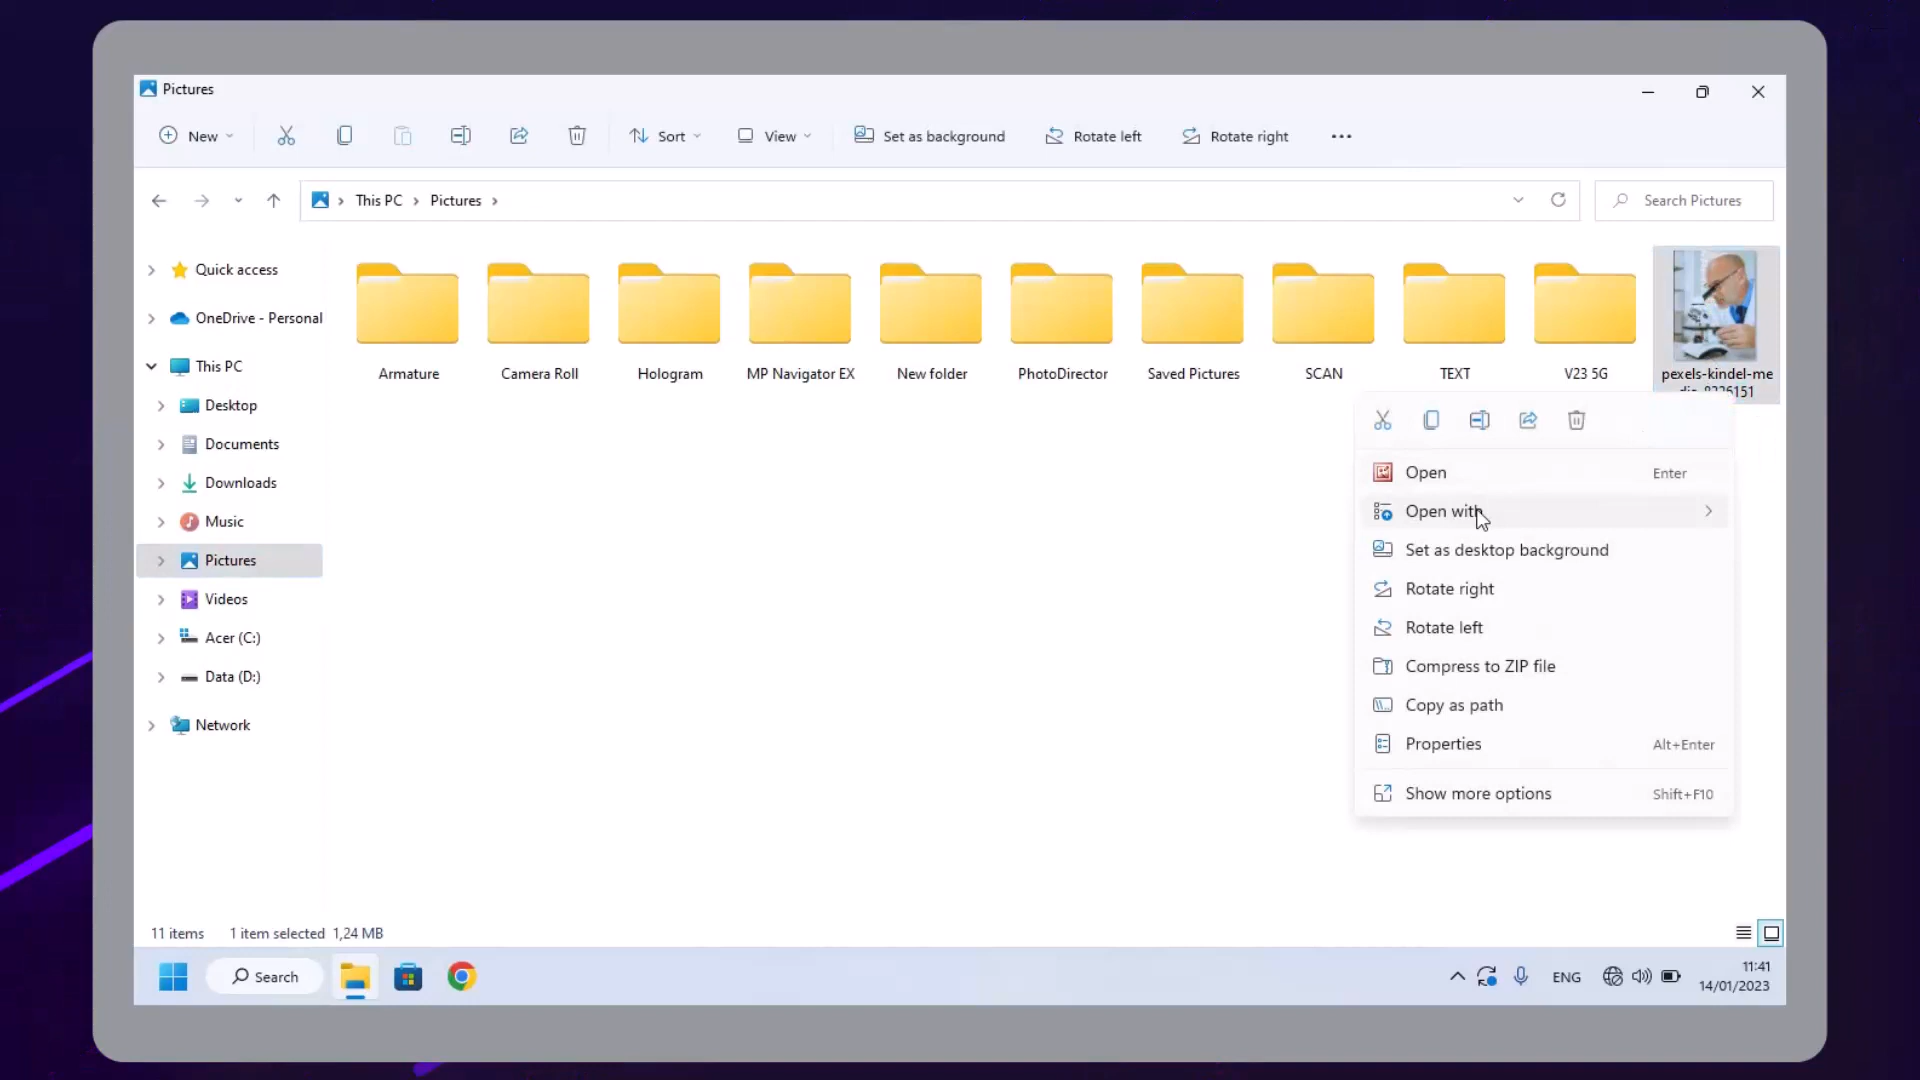 Pictures
New
Sort
View
Set as background
Rotate left
Rotate right
This PC
Pictures
Search Pictures
Quick access
OneDrive - Personal
This PC
Desktop
Documents
Downloads
Music
Pictures
Videos
Acer (C:)
Data (D:)
Network
Armature
Camera Roll
Hologram
MP Navigator EX
New folder
PhotoDirector
Saved Pictures
SCAN
TEXT
V23 5G
pexels-kindel-me
dia-8326151
Open Enter
Open with
Set as desktop background
Rotate right
Rotate left
Compress to ZIP file
Copy as path
Properties Alt+Enter
Show more options Shift+F10
11 items 1 item selected 1,24 MB
Search
ENG
11:41
14/01/2023